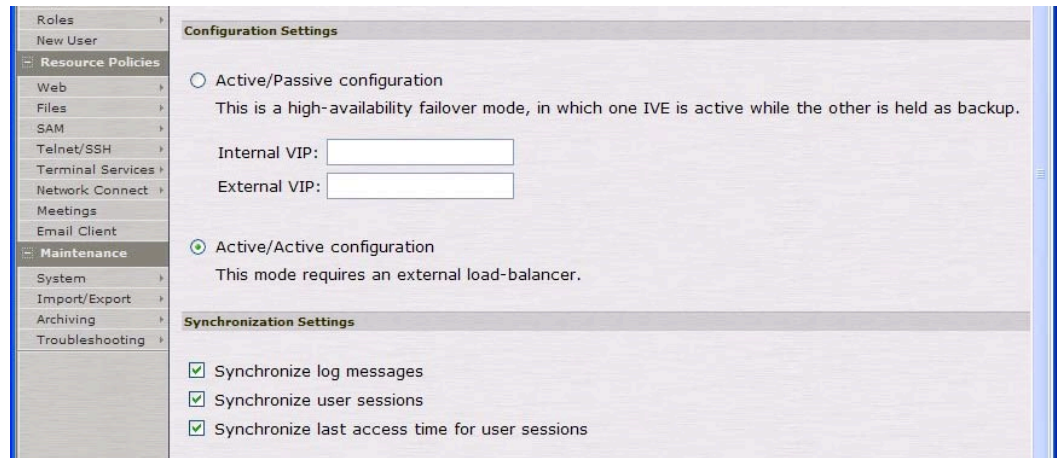 Roles
New User
Resource Policies
Web
Files
SAM
Telnet/SSH
Terminal Services
Network Connect
Meetings
Email Client
Maintenance
System
Import/Export
Archiving
Troubleshooting
Configuration Settings
Active/Passive configuration
This is a high-availability failover mode, in which one IVE is active while the other is held as backup.
Internal VIP:
External VIP:
Active/Active configuration
This mode requires an external load-balancer.
Synchronization Settings
Synchronize log messages
Synchronize user sessions
Synchronize last access time for user sessions